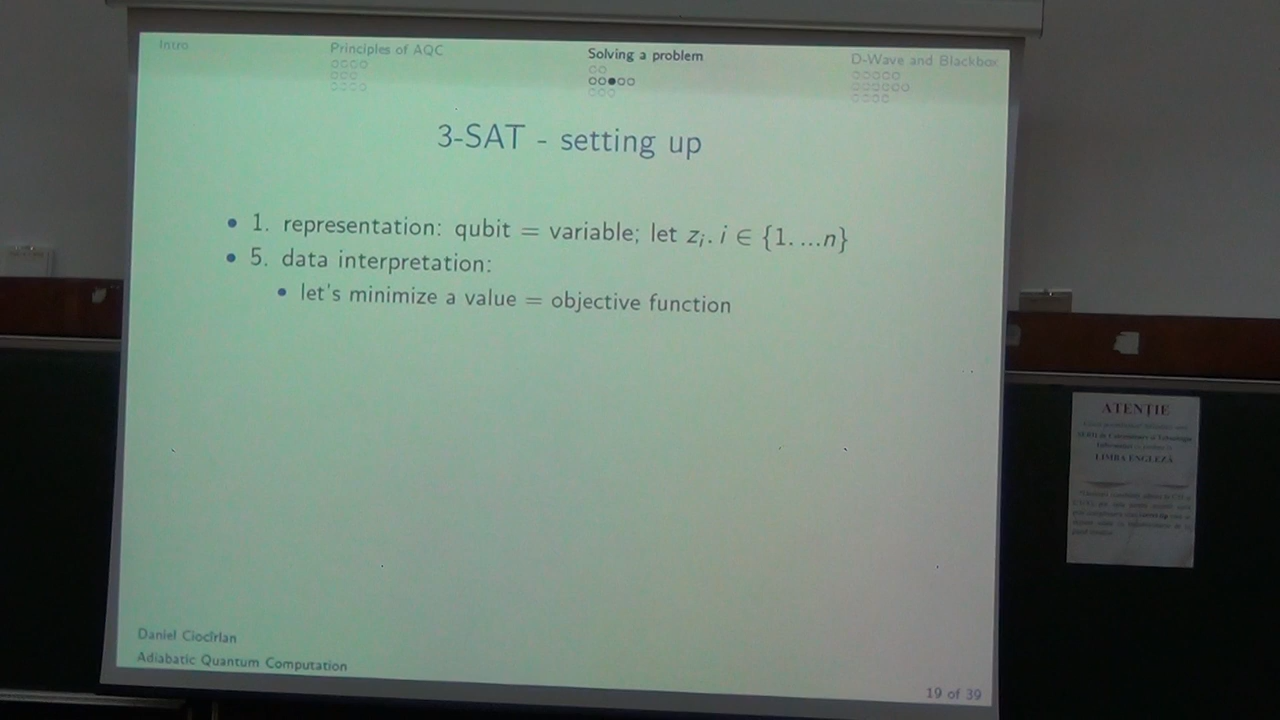 Intro
Principles of AQC
Solving a problem
D-Wave and Blackbox
3-SAT - setting up
• 1. representation: qubit = variable; let zᵢ. i ∈ {1. ...n}
• 5. data interpretation:
• let's minimize a value = objective function
Daniel Ciocîrlan
Adiabatic Quantum Computation
19 of 39
ATENȚIE
LIMBA ENGLEZĂ